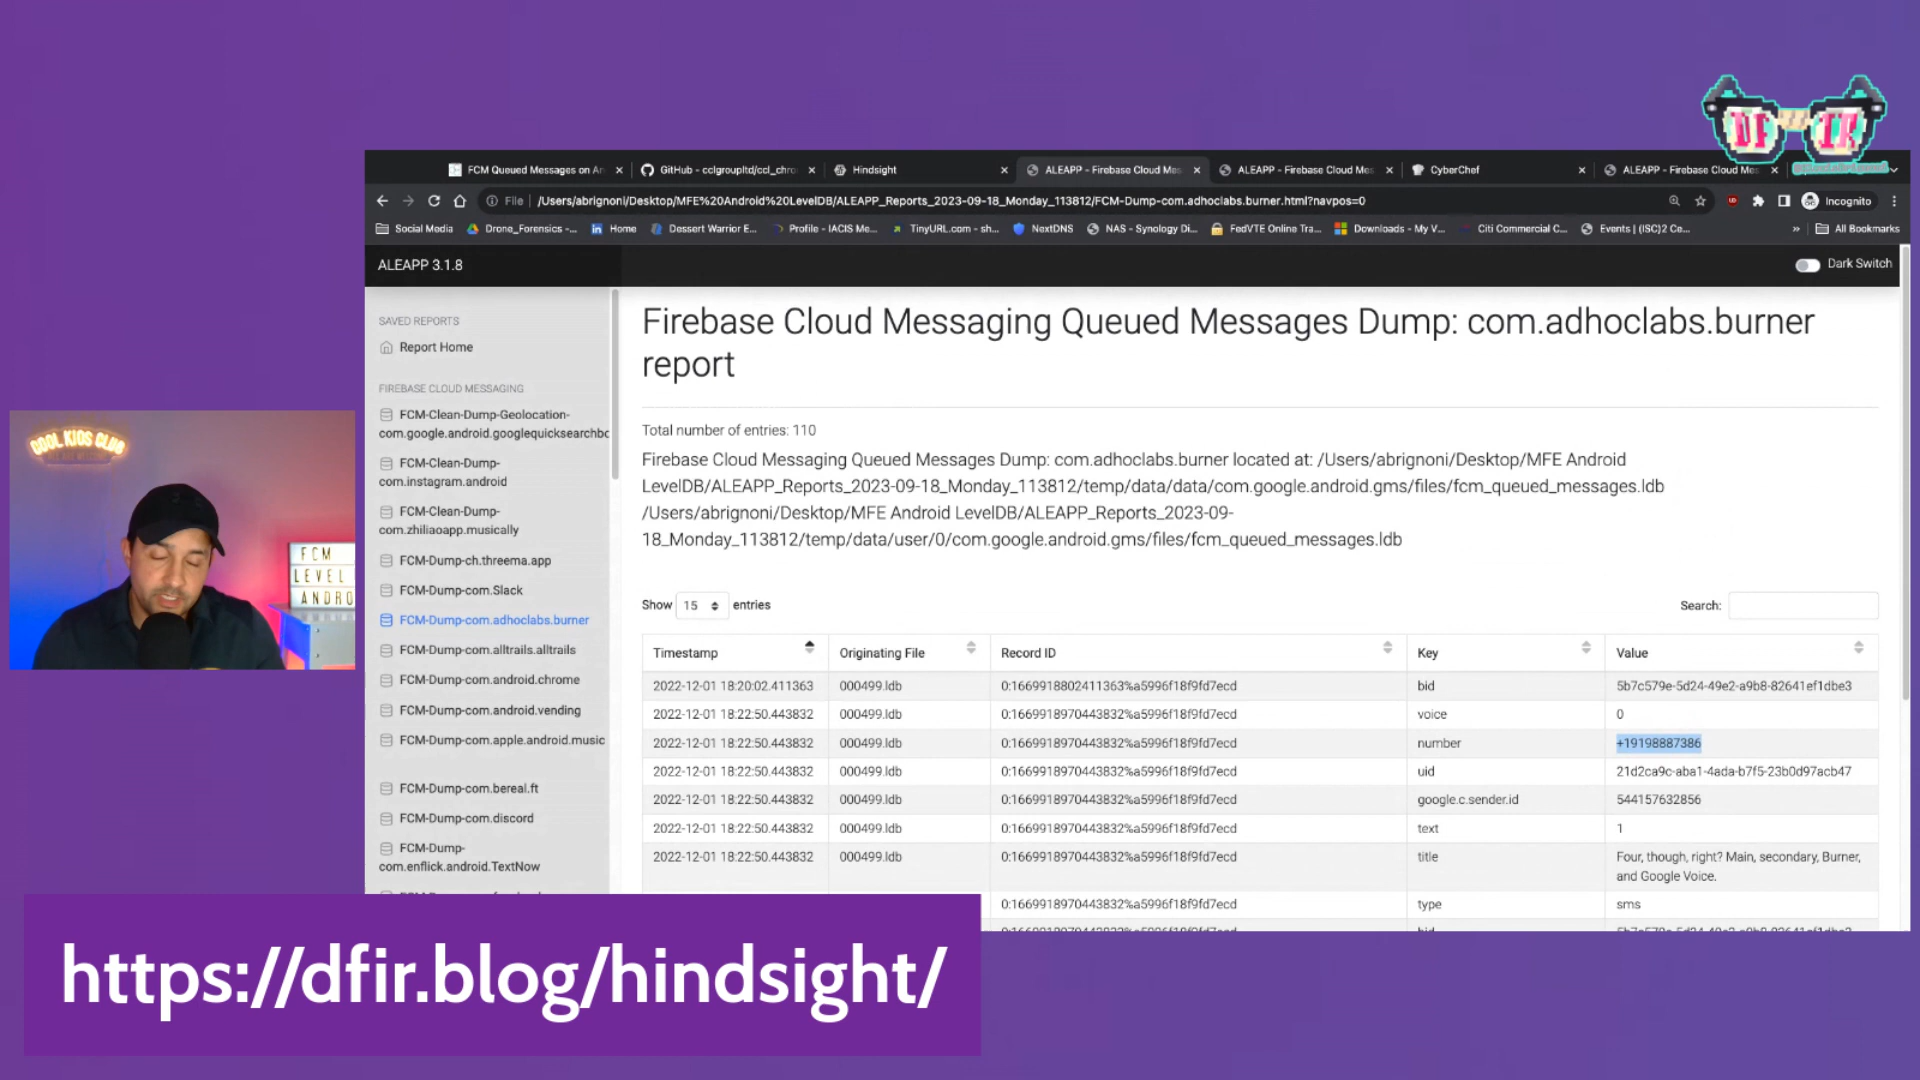 DF IR
FCM Queued Messages on An
GitHub - cclgroupltd/ccl_chro
Hindsight
ALEAPP - Firebase Cloud Mes
ALEAPP - Firebase Cloud Mes
CyberChef
ALEAPP - Firebase Cloud Mes
File
/Users/abrignoni/Desktop/MFE%20Android%20LevelDB/ALEAPP_Reports_2023-09-18_Monday_113812/FCM-Dump-com.adhoclabs.burner.html?navpos=0
Incognito
Social Media
Drone_Forensics -...
Home
Dessert Warrior E...
Profile - IACIS Me...
TinyURL.com - sh...
NextDNS
NAS - Synology Di...
FedVTE Online Tra...
Downloads - My V...
Citi Commercial C...
Events | (ISC)2 Ce...
»
All Bookmarks
ALEAPP 3.1.8
Dark Switch
SAVED REPORTS
Report Home
FIREBASE CLOUD MESSAGING
FCM-Clean-Dump-Geolocation-
com.google.android.googlequicksearchbo
FCM-Clean-Dump-
com.instagram.android
FCM-Clean-Dump-
com.zhiliaoapp.musically
FCM-Dump-ch.threema.app
FCM-Dump-com.Slack
FCM-Dump-com.adhoclabs.burner
FCM-Dump-com.alltrails.alltrails
FCM-Dump-com.android.chrome
FCM-Dump-com.android.vending
FCM-Dump-com.apple.android.music
FCM-Dump-com.bereal.ft
FCM-Dump-com.discord
FCM-Dump-
com.enflick.android.TextNow
Firebase Cloud Messaging Queued Messages Dump: com.adhoclabs.burner
report
Total number of entries: 110
Firebase Cloud Messaging Queued Messages Dump: com.adhoclabs.burner located at: /Users/abrignoni/Desktop/MFE Android
LevelDB/ALEAPP_Reports_2023-09-18_Monday_113812/temp/data/data/com.google.android.gms/files/fcm_queued_messages.ldb
/Users/abrignoni/Desktop/MFE Android LevelDB/ALEAPP_Reports_2023-09-
18_Monday_113812/temp/data/user/0/com.google.android.gms/files/fcm_queued_messages.ldb
Show 15 entries
Search:
Timestamp Originating File Record ID Key Value
2022-12-01 18:20:02.411363 000499.ldb 0:1669918802411363%a5996f18f9fd7ecd bid 5b7c579e-5d24-49e2-a9b8-82641ef1dbe3
2022-12-01 18:22:50.443832 000499.ldb 0:1669918970443832%a5996f18f9fd7ecd voice 0
2022-12-01 18:22:50.443832 000499.ldb 0:1669918970443832%a5996f18f9fd7ecd number +19198887386
2022-12-01 18:22:50.443832 000499.ldb 0:1669918970443832%a5996f18f9fd7ecd uid 21d2ca9c-aba1-4ada-b7f5-23b0d97acb47
2022-12-01 18:22:50.443832 000499.ldb 0:1669918970443832%a5996f18f9fd7ecd google.c.sender.id 544157632856
2022-12-01 18:22:50.443832 000499.ldb 0:1669918970443832%a5996f18f9fd7ecd text 1
2022-12-01 18:22:50.443832 000499.ldb 0:1669918970443832%a5996f18f9fd7ecd title Four, though, right? Main, secondary, Burner,
and Google Voice.
0:1669918970443832%a5996f18f9fd7ecd type sms
COOL KIDS CLUB
FCM
LEVEL
ANDRO
https://dfir.blog/hindsight/